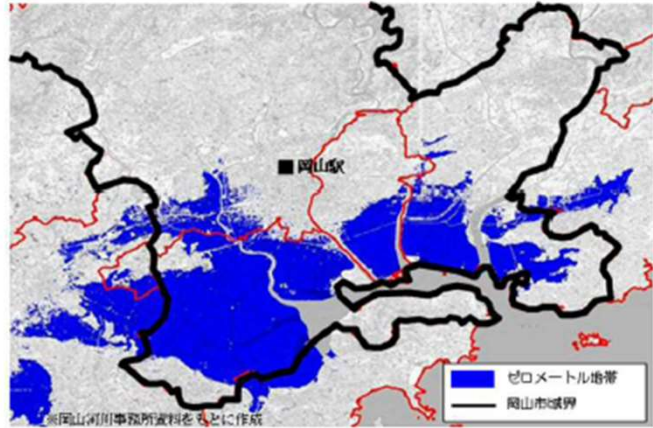 岡山駅
ゼロメートル地帯
岡山市域界
※岡山河川事務所資料をもとに作成